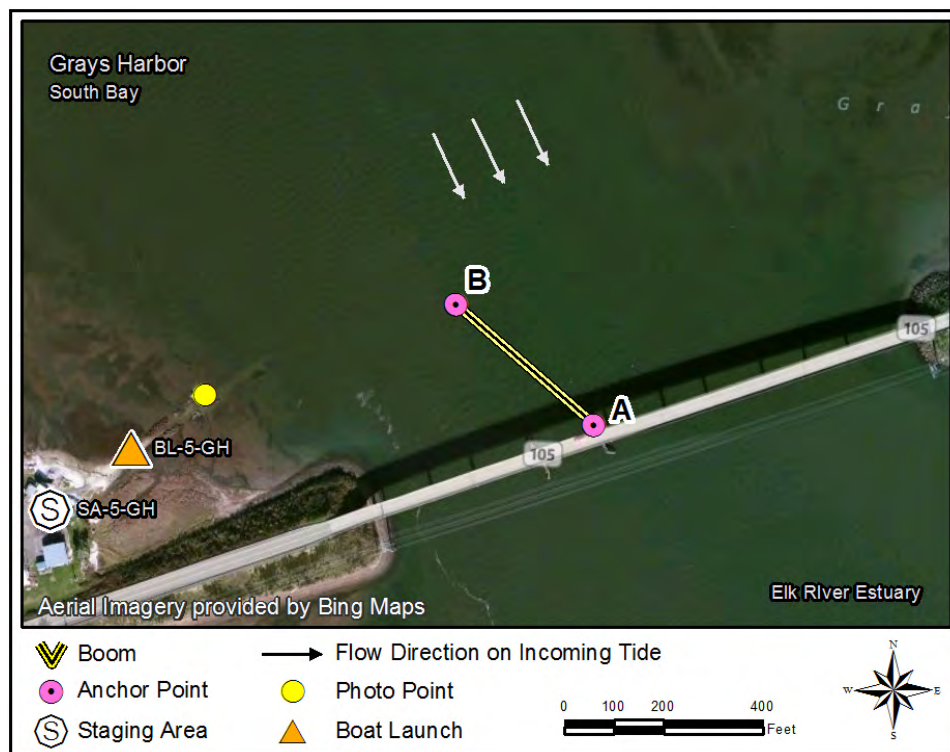 Grays Harbor
South Bay
G r a
B
A
105
105
BL-5-GH
S SA-5-GH
Elk RIver Estuary
Aerial Imagery provided by Bing Maps
Boom
Flow Direction on Incoming Tide
Anchor Point
Photo Point
S Staging Area
Boat Launch
0 100 200 400
Feet
N
W E
S